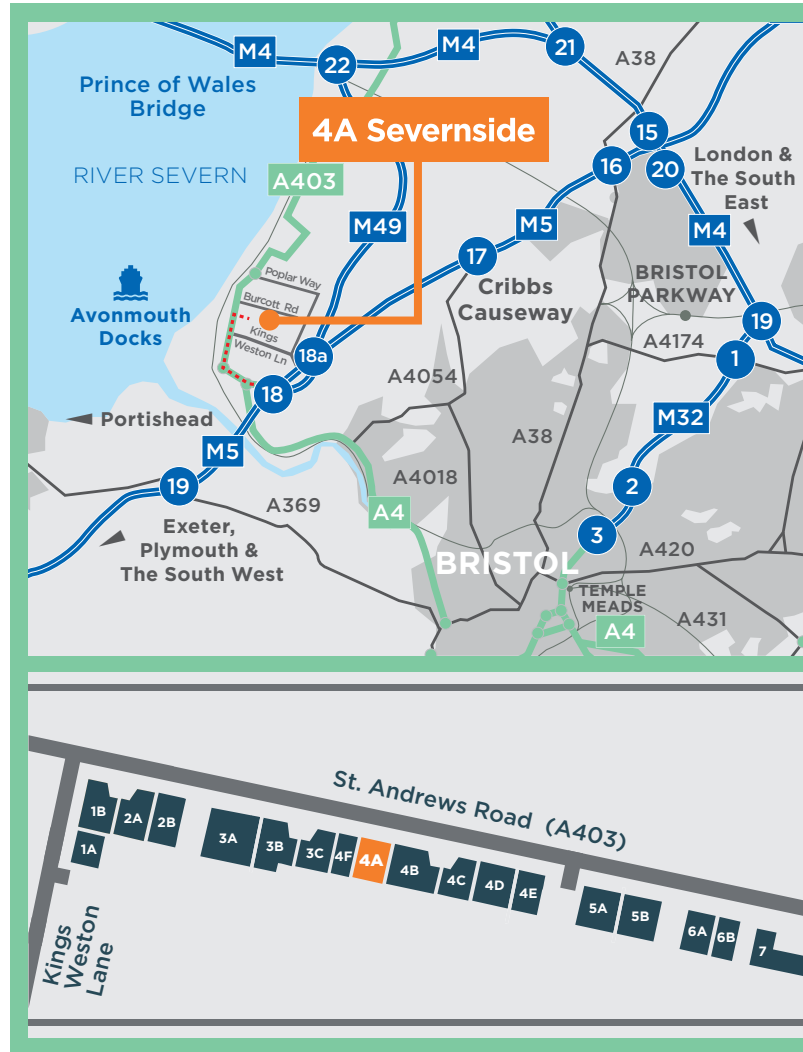 M4
22
M4
21
A38
Prince of Wales
Bridge
4A Severnside
15
16
20
London &
The South
East
RIVER SEVERN
A403
M49
M5
M4
17
Poplar Way
Burcott Rd
Kings
Weston Ln
Avonmouth
Docks
Cribbs
Causeway
BRISTOL
PARKWAY
19
18a
A4174
1
18
A4054
M32
Portishead
M5
A38
19
A4018
2
A369
A4
3
Exeter,
Plymouth &
The South West
BRISTOL
A420
TEMPLE
MEADS
A431
A4
St. Andrews Road (A403)
1B
2A
2B
1A
3A
3B
3C
4F
4A
4B
4C
4D
4E
5A
5B
6A
6B
7
Kings
Weston
Lane